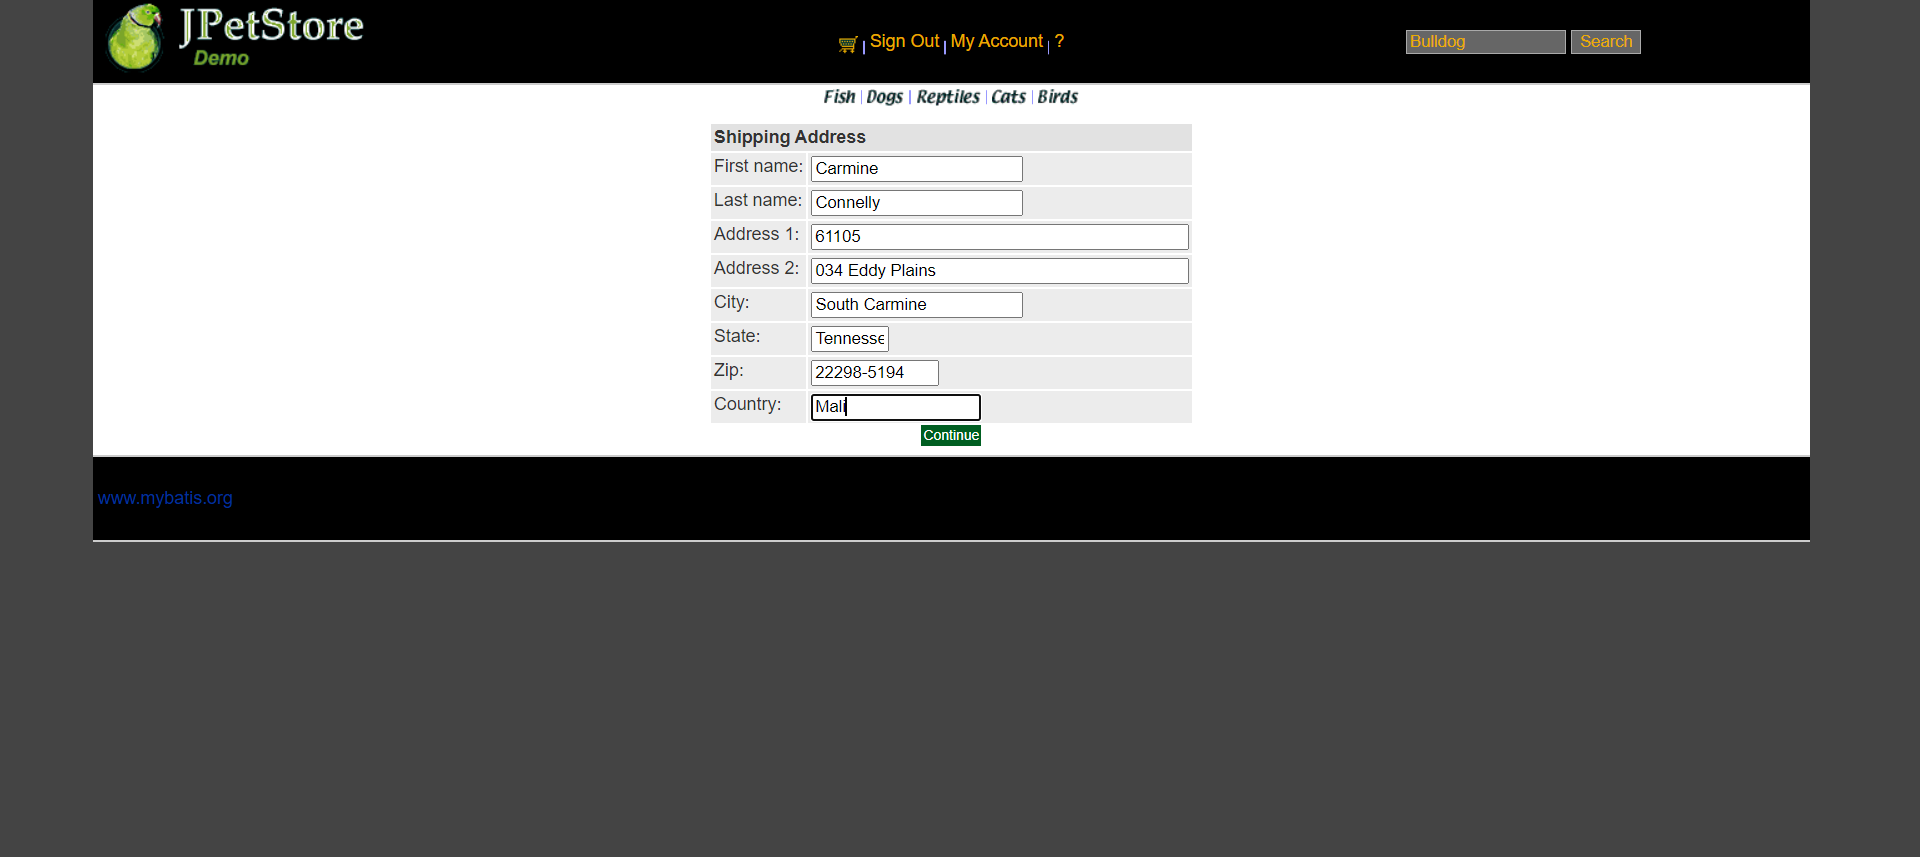 JPetStore
Demo
| Sign Out | My Account | ?
Bulldog Search
Fish | Dogs | Reptiles | Cats | Birds
Shipping Address
First name: Carmine
Last name: Connelly
Address 1: 61105
Address 2: 034 Eddy Plains
City: South Carmine
State: Tennesse
Zip: 22298-5194
Country: Mali
Continue
www.mybatis.org